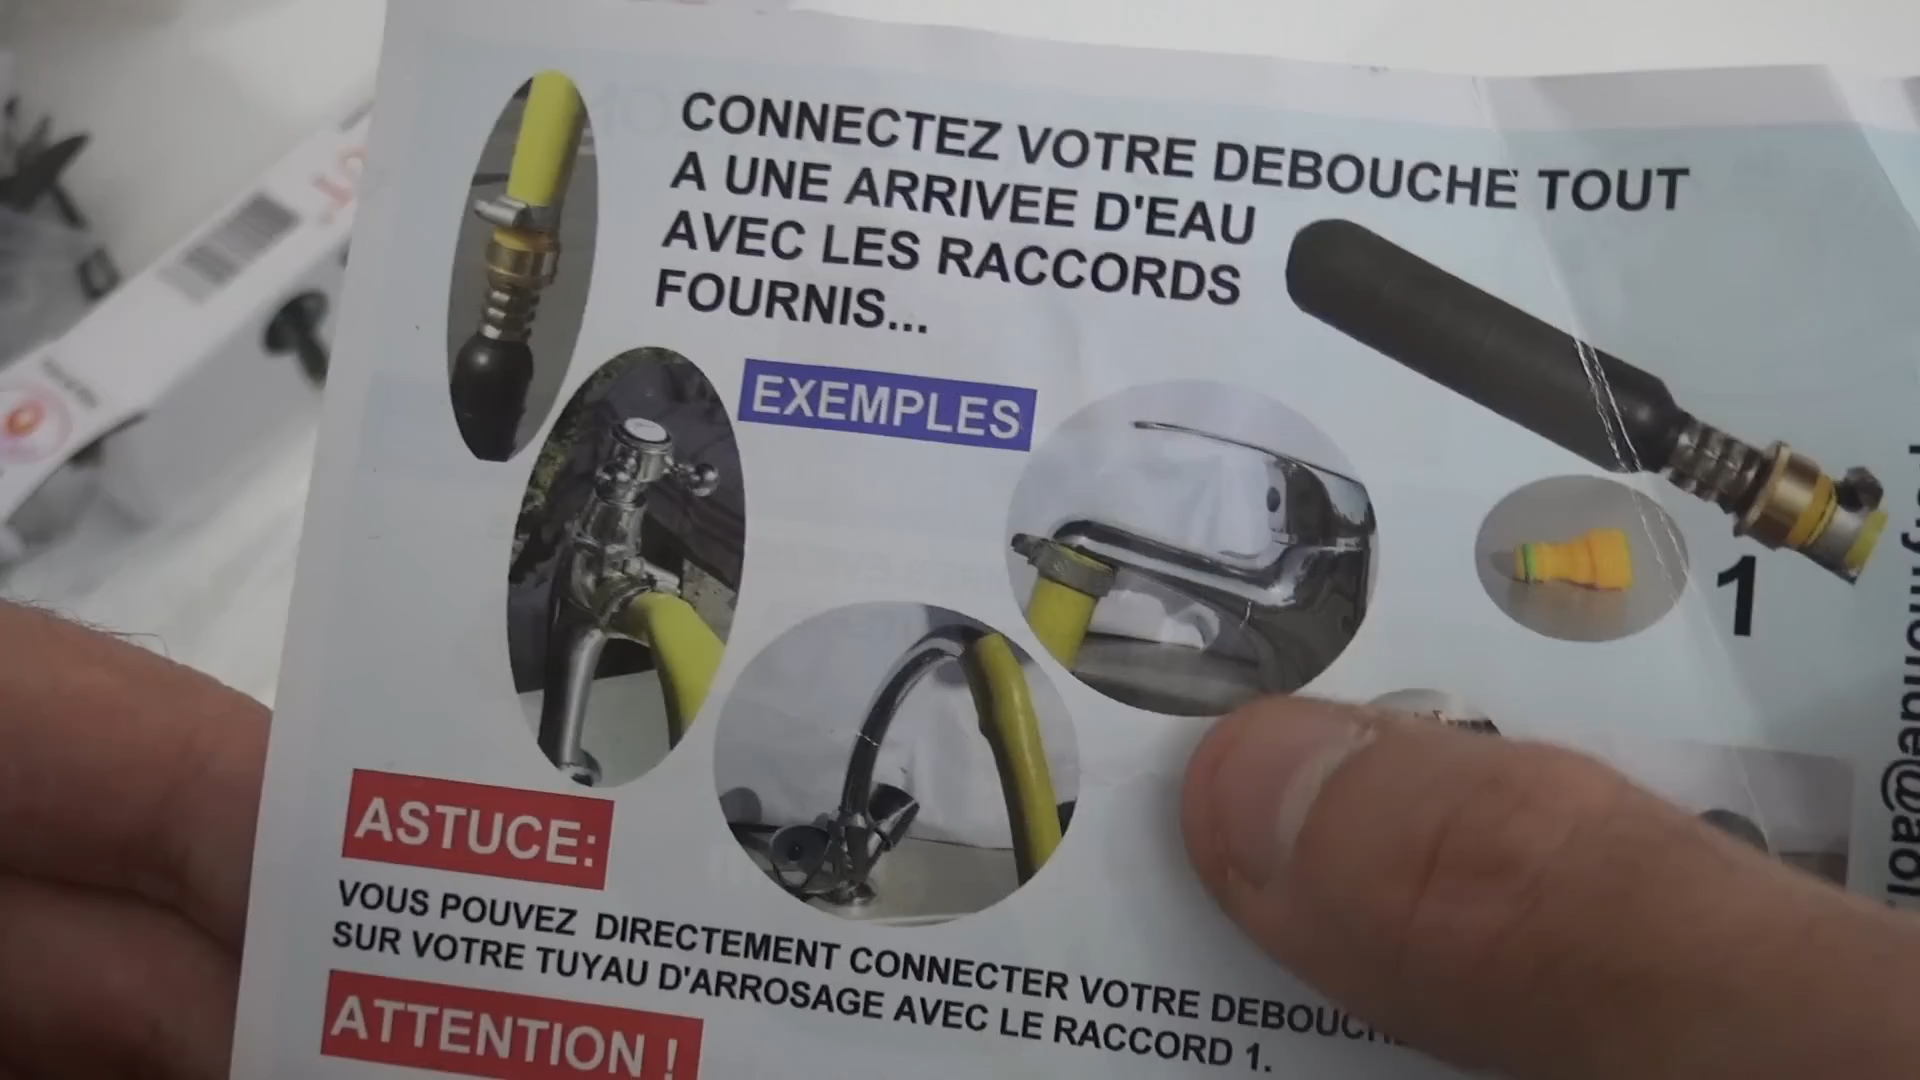 CONNECTEZ VOTRE DEBOUCHE TOUT
A UNE ARRIVEE D'EAU
AVEC LES RACCORDS
FOURNIS...
EXEMPLES
1
ASTUCE:
VOUS POUVEZ DIRECTEMENT CONNECTER VOTRE
SUR VOTRE TUYAU D'ARROSAGE AVEC LE RACCORD 1.
ATTENTION !